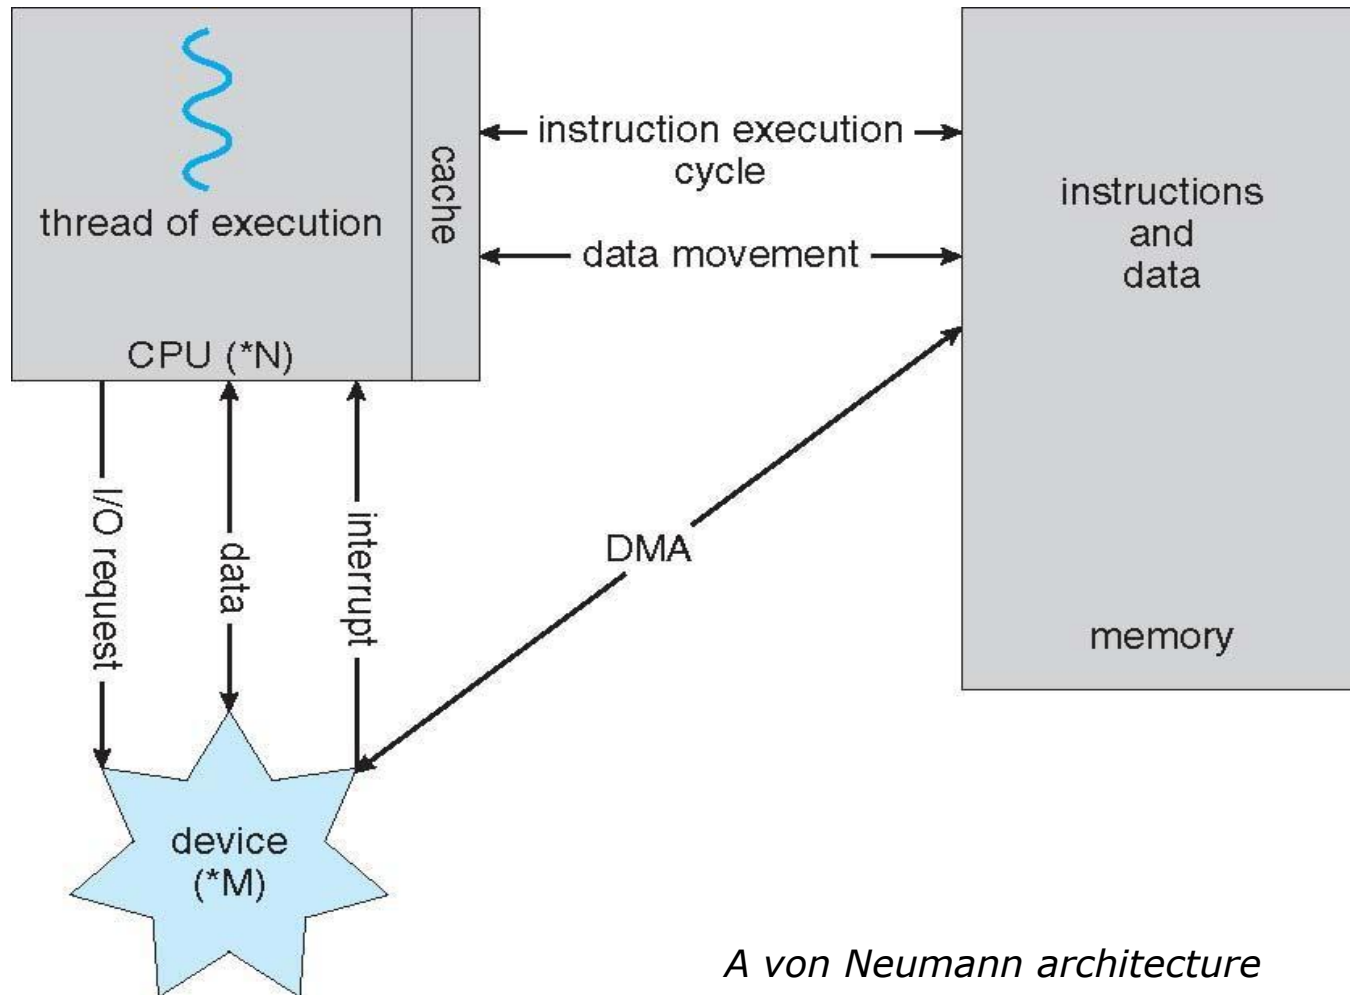 thread of execution
CPU (*N)
cache
instruction execution
cycle
data movement
instructions
and
data
memory
I/O request
data
interrupt
DMA
device
(*M)
A von Neumann architecture